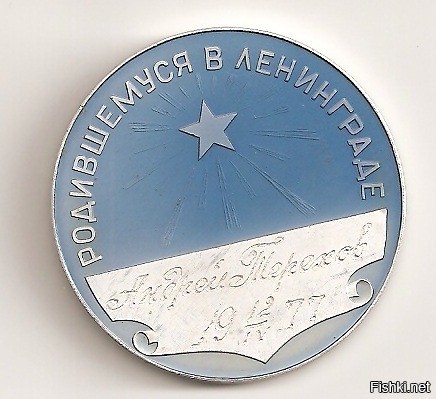 РОДИВШЕМУСЯ В ЛЕНИНГРАДЕ
Андрей Терехов
19 12/IV 77
Fishki.net